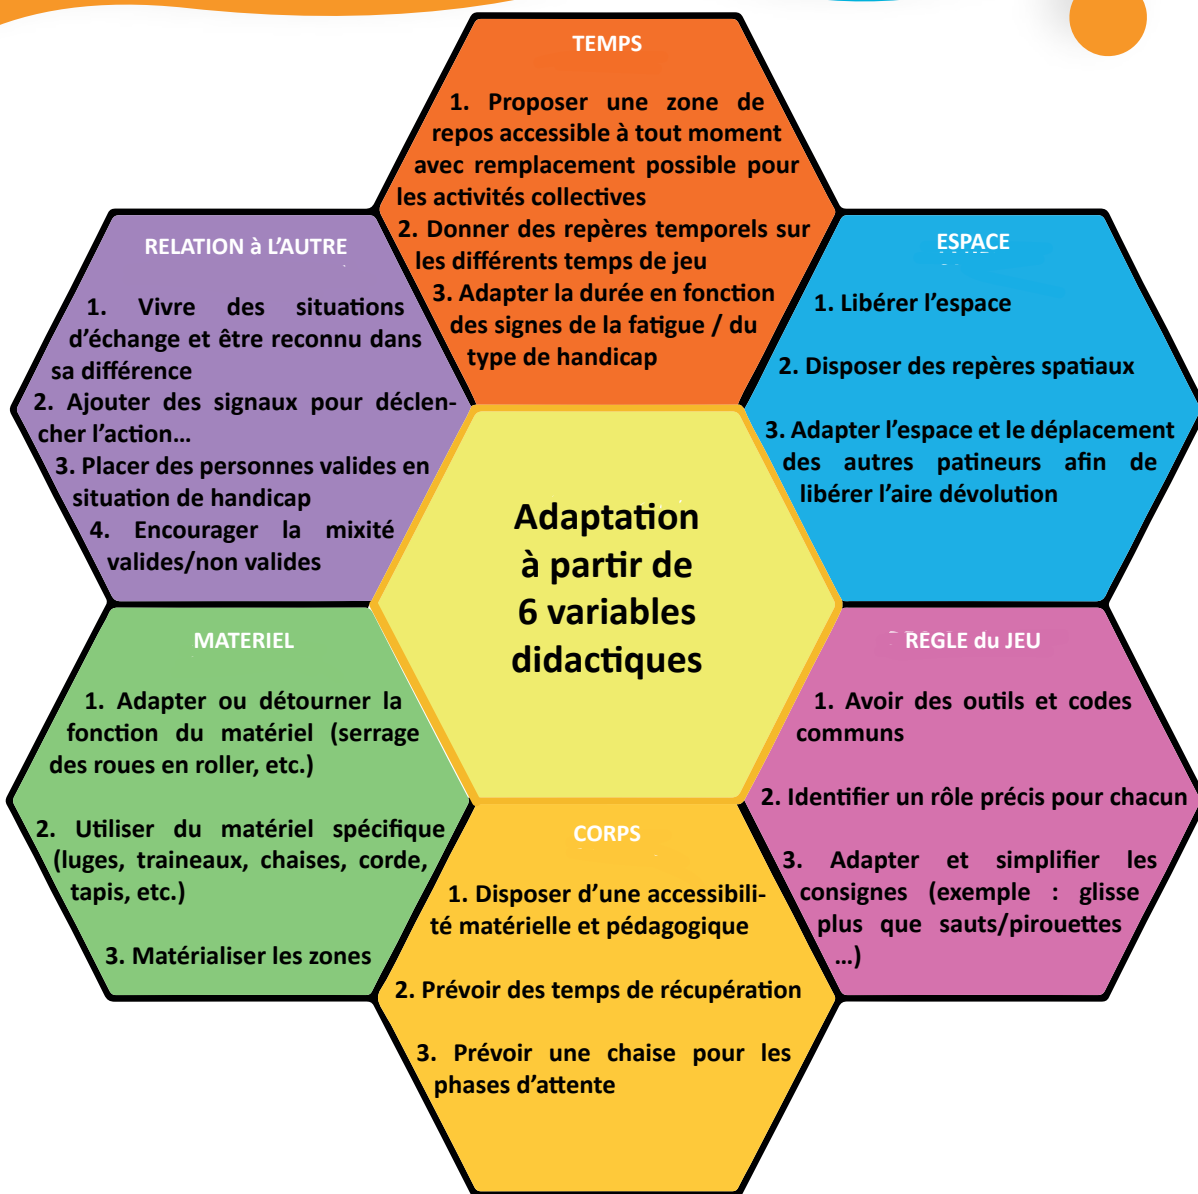 TEMPS
1. Proposer une zone de
repos accessible à tout moment
avec remplacement possible pour
les activités collectives
2. Donner des repères temporels sur
les différents temps de jeu
3. Adapter la durée en fonction
des signes de la fatigue / du
type de handicap
RELATION à L'AUTRE
1. Vivre des situations
d'échange et être reconnu dans
sa différence
2. Ajouter des signaux pour déclen-
cher l'action...
3. Placer des personnes valides en
situation de handicap
4. Encourager la mixité
valides/non valides
ESPACE
1. Libérer l'espace
2. Disposer des repères spatiaux
3. Adapter l'espace et le déplacement
des autres patineurs afin de
libérer l'aire dévolution
Adaptation
à partir de
6 variables
didactiques
MATERIEL
1. Adapter ou détourner la
fonction du matériel (serrage
des roues en roller, etc.)
2. Utiliser du matériel spécifique
(luges, traineaux, chaises, corde,
tapis, etc.)
3. Matérialiser les zones
REGLE du JEU
1. Avoir des outils et codes
communs
2. Identifier un rôle précis pour chacun
3. Adapter et simplifier les
consignes (exemple : glisse
plus que sauts/pirouettes
...)
CORPS
1. Disposer d'une accessibili-
té matérielle et pédagogique
2. Prévoir des temps de récupération
3. Prévoir une chaise pour les
phases d'attente